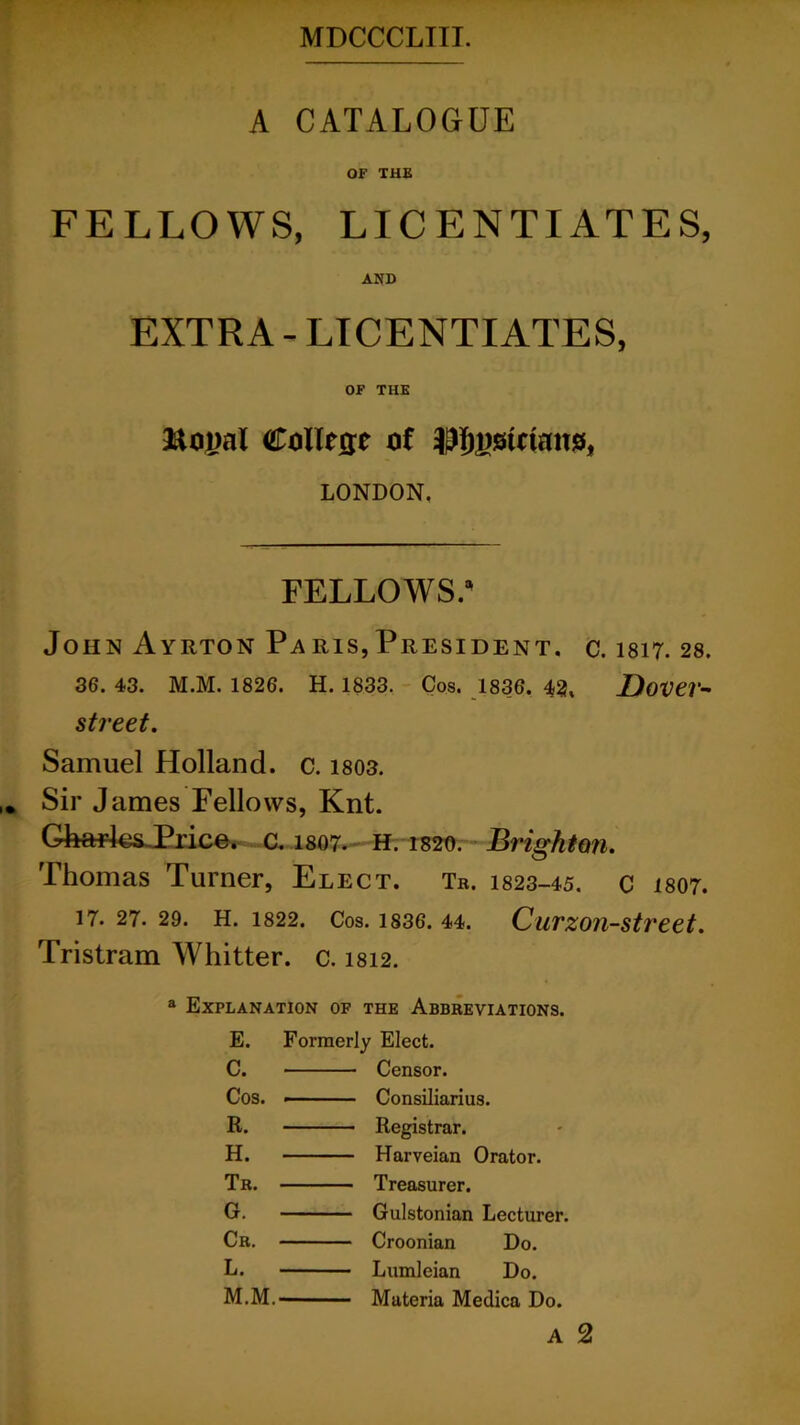 MDCCCLIII.
A CATALOGUE
OF THE
FELLOWS, LICENTIATES,
AND
EXTRA-LICENTIATES,
OF THE
Royal College of Physicians,
LONDON.
FELLOWS.ª
John Ayrton Paris, President. C. 1817. 28.
36. 43. M.M. 1826. H. 1833. Cos. 1836. 42. Dover-
street.
Samuel Holland. C. 1803.
Sir James Fellows, Knt.
Charles Price. C. 1807. H. 1820. Brighton.
Thomas Turner, Elect. Tr. 1823-45. C 1807.
17. 27. 29. H. 1822. Cos. 1836. 44. Curzon-street.
Tristram Whitter. C. 1812.
ª Explanation of the Abbreviations.
E. Formerly Elect.
C. ——— Censor.
Cos. ——— Consiliarius.
R. ——— Registrar.
H. ——— Harveian Orator.
Tr. ——— Treasurer.
G. ——— Gulstonian Lecturer.
Cr. ——— Croonian Do.
L. ——— Lumleian Do.
M.M. ——— Materia Medica Do.
A 2